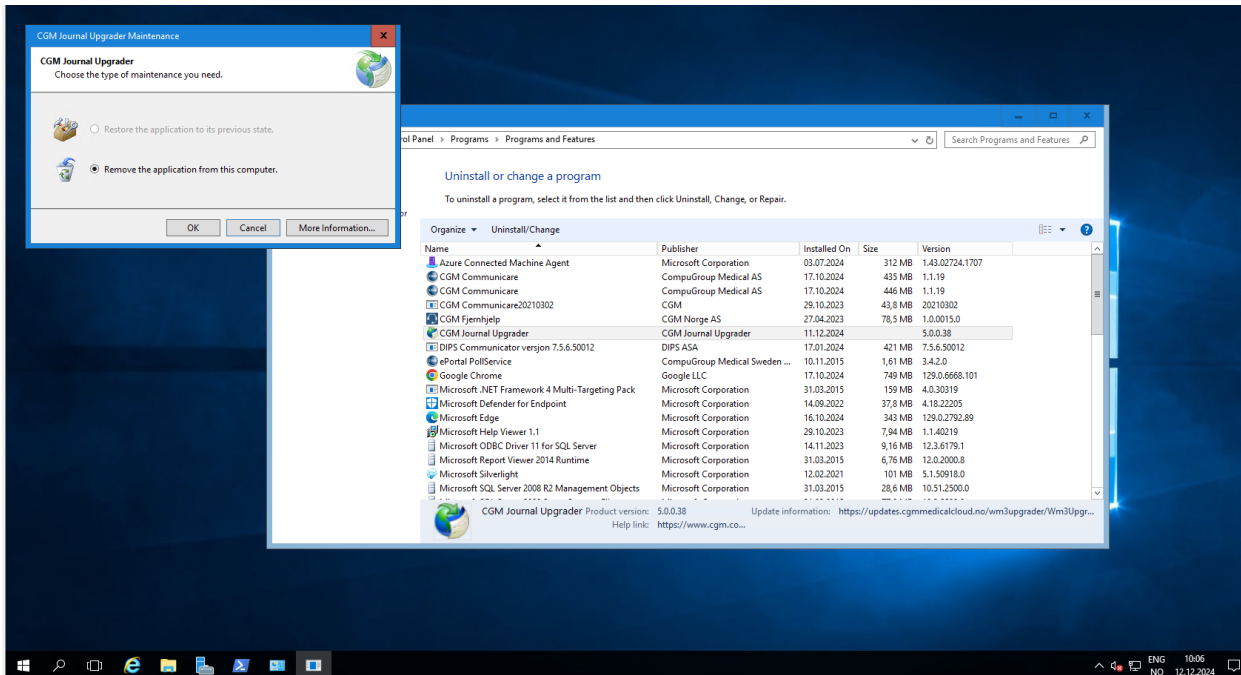 CGM Journal Upgrader Maintenance
CGM Journal Upgrader
Choose the type of maintenance you need.
Restore the application to its previous state.
Remove the application from this computer.
OK Cancel More Information...
rol Panel > Programs > Programs and Features Search Programs and Features
Uninstall or change a program
To uninstall a program, select it from the list and then click Uninstall, Change, or Repair.
or
Organize Uninstall/Change
Name Publisher Installed On Size Version
Azure Connected Machine Agent Microsoft Corporation 03.07.2024 312 MB 1.43.02724.1707
CGM Communicare CompuGroup Medical AS 17.10.2024 435 MB 1.1.19
CGM Communicare CompuGroup Medical AS 17.10.2024 446 MB 1.1.19
CGM Communicare20210302 CGM 29.10.2023 43,8 MB 20210302
CGM Fjernhjelp CGM Norge AS 27.04.2023 78,5 MB 1.0.0015.0
CGM Journal Upgrader CGM Journal Upgrader 11.12.2024 5.0.0.38
DIPS Communicator versjon 7.5.6.50012 DIPS ASA 17.01.2024 421 MB 7.5.6.50012
ePortal PollService CompuGroup Medical Sweden ... 10.11.2015 1,61 MB 3.4.2.0
Google Chrome Google LLC 17.10.2024 749 MB 129.0.6668.101
Microsoft .NET Framework 4 Multi-Targeting Pack Microsoft Corporation 31.03.2015 159 MB 4.0.30319
Microsoft Defender for Endpoint Microsoft Corporation 14.09.2022 37,8 MB 4.18.22205
Microsoft Edge Microsoft Corporation 16.10.2024 343 MB 129.0.2792.89
Microsoft Help Viewer 1.1 Microsoft Corporation 29.10.2023 7,94 MB 1.1.40219
Microsoft ODBC Driver 11 for SQL Server Microsoft Corporation 14.11.2023 9,16 MB 12.3.6179.1
Microsoft Report Viewer 2014 Runtime Microsoft Corporation 31.03.2015 6,76 MB 12.0.2000.8
Microsoft Silverlight Microsoft Corporation 12.02.2021 101 MB 5.1.50918.0
Microsoft SQL Server 2008 R2 Management Objects Microsoft Corporation 31.03.2015 28,6 MB 10.51.2500.0
CGM Journal Upgrader Product version: 5.0.0.38 Update information: https://updates.cgmmedicalcloud.no/wm3upgrader/Wm3Upgr...
Help link: https://www.cgm.co...
ENG 10:06
NO 12.12.2024